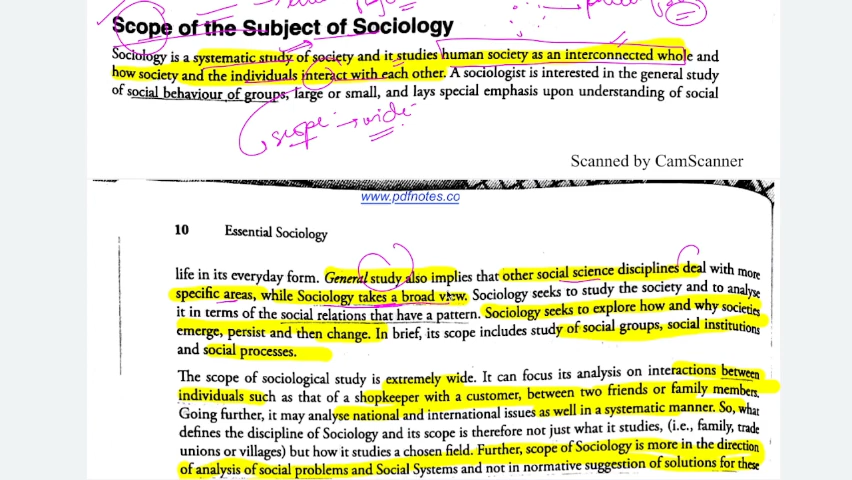 Scope of the Subject of Sociology
Sociology is a systematic study of society and it studies human society as an interconnected whole and
how society and the individuals interact with each other. A sociologist is interested in the general study
of social behaviour of groups, large or small, and lays special emphasis upon understanding of social
scope → wide
Scanned by CamScanner
www.pdfnotes.co
10 Essential Sociology
life in its everyday form. General study also implies that other social science disciplines deal with more
specific areas, while Sociology takes a broad view. Sociology seeks to study the society and to analyse
it in terms of the social relations that have a pattern. Sociology seeks to explore how and why societies
emerge, persist and then change. In brief, its scope includes study of social groups, social institutions
and social processes.
The scope of sociological study is extremely wide. It can focus its analysis on interactions between
individuals such as that of a shopkeeper with a customer, between two friends or family members.
Going further, it may analyse national and international issues as well in a systematic manner. So, what
defines the discipline of Sociology and its scope is therefore not just what it studies, (i.e., family, trade
unions or villages) but how it studies a chosen field. Further, scope of Sociology is more in the direction
of analysis of social problems and Social Systems and not in normative suggestion of solutions for these